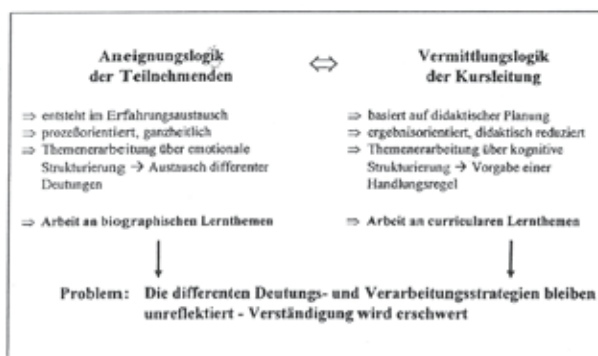 Aneignungslogik
der Teilnehmenden
⇔
Vermittlungslogik
der Kursleitung
⇒ entsteht im Erfahrungsaustausch
⇒ prozeßorientiert, ganzheitlich
⇒ Themenerarbeitung über emotionale
Strukturierung → Austausch differenter
Deutungen
⇒ Arbeit an biographischen Lernthemen
⇒ basiert auf didaktischer Planung
⇒ ergebnisorientiert, didaktisch reduziert
⇒ Themenerarbeitung über kognitive
Strukturierung → Vorgabe einer
Handlungsregel
⇒ Arbeit an curricularen Lernthemen
Problem: Die differenten Deutungs- und Verarbeitungsstrategien bleiben
unreflektiert - Verständigung wird erschwert